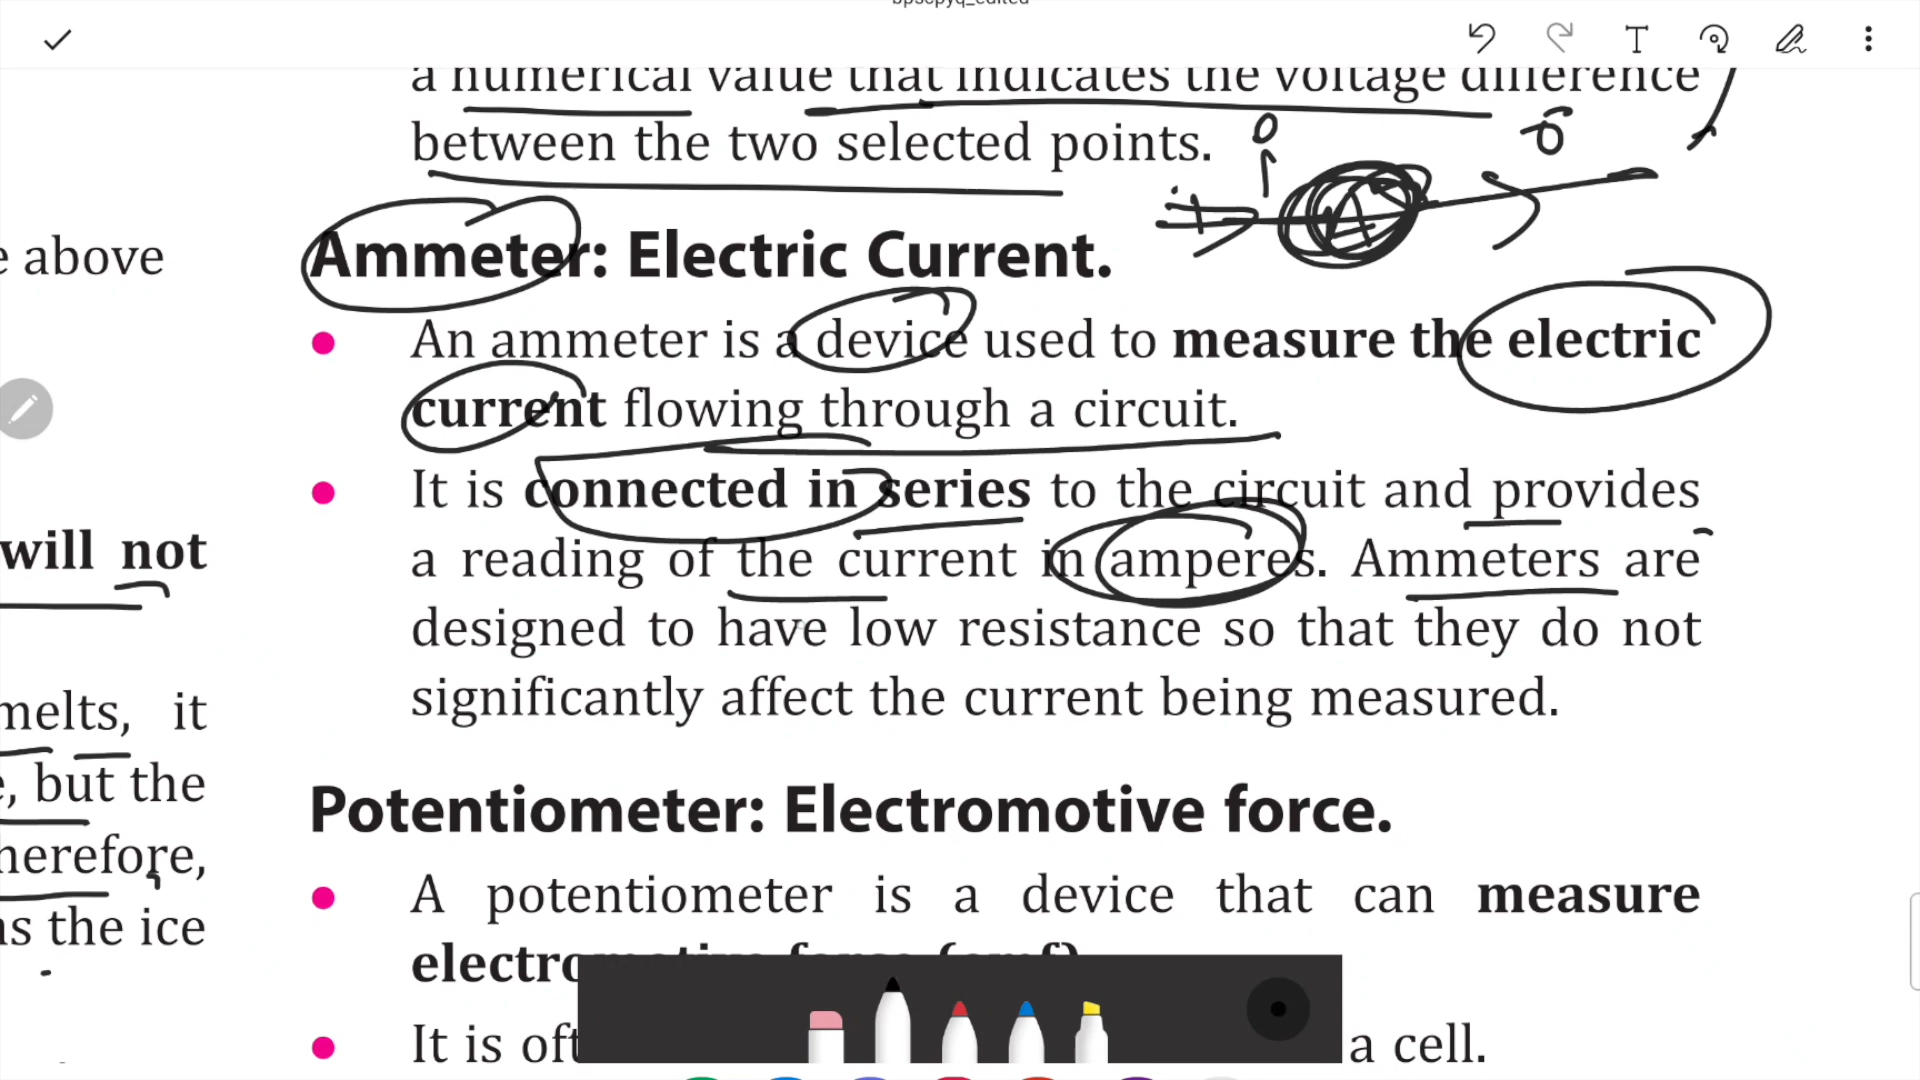 a numerical value that indicates the voltage difference
between the two selected points.
e above
Ammeter: Electric Current.
An ammeter is a device used to measure the electric
current flowing through a circuit.
It is connected in series to the circuit and provides
a reading of the current in amperes. Ammeters are
designed to have low resistance so that they do not
significantly affect the current being measured.
will not
melts, it
, but the
herefore,
as the ice
Potentiometer: Electromotive force.
A potentiometer is a device that can measure
electromotive force (emf)
It is a cell.
A